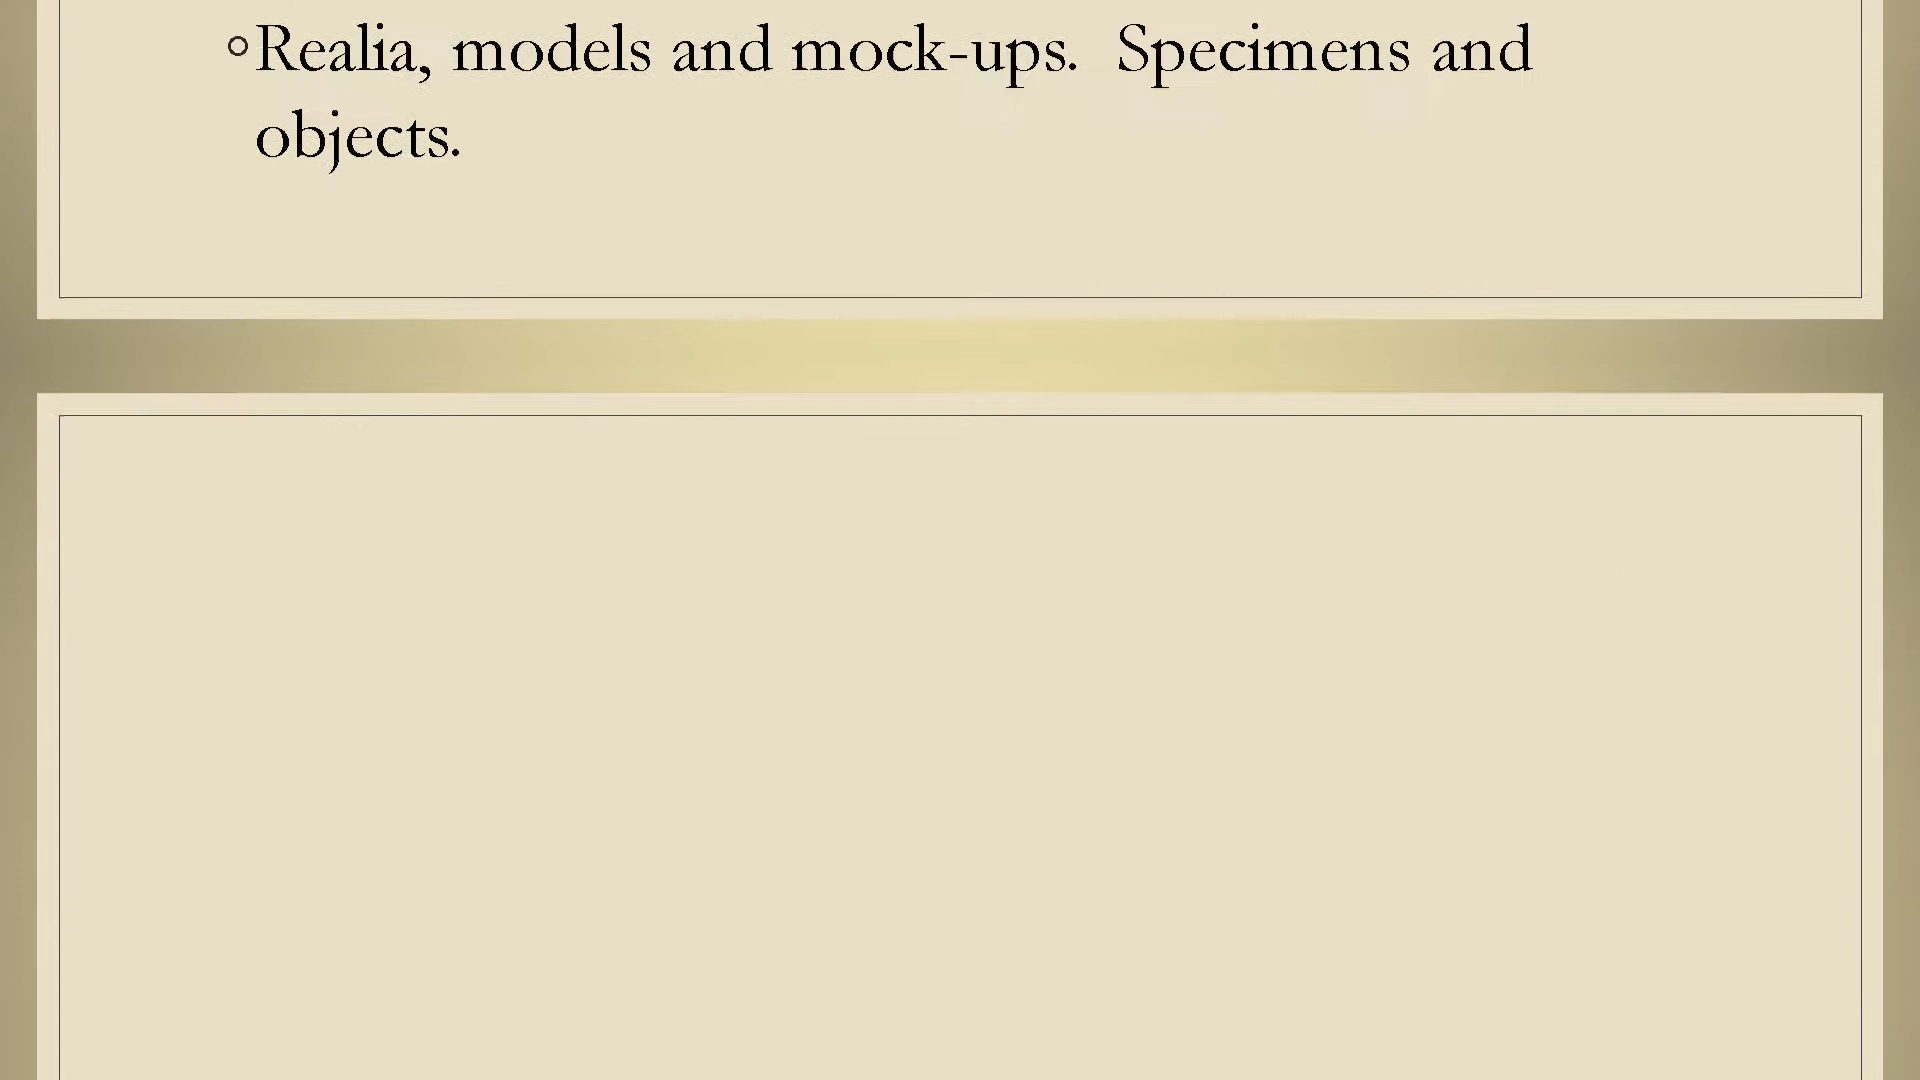 ◦Realia, models and mock-ups.  Specimens and
objects.